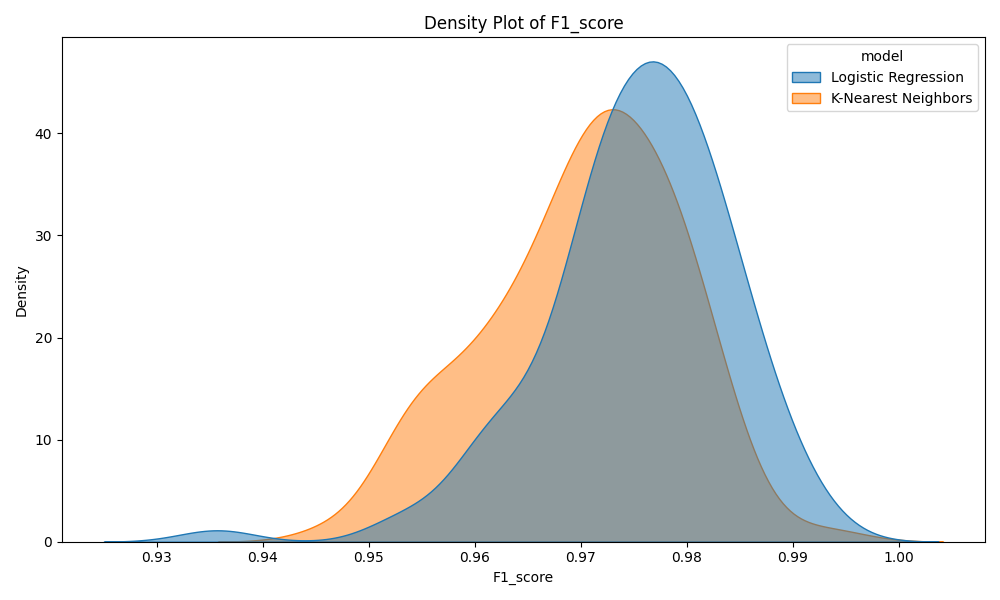 Density Plot of F1_score
model
Logistic Regression
K-Nearest Neighbors
Density
40
30
20
10
0
0.93 0.94 0.95 0.96 0.97 0.98 0.99 1.00
F1_score